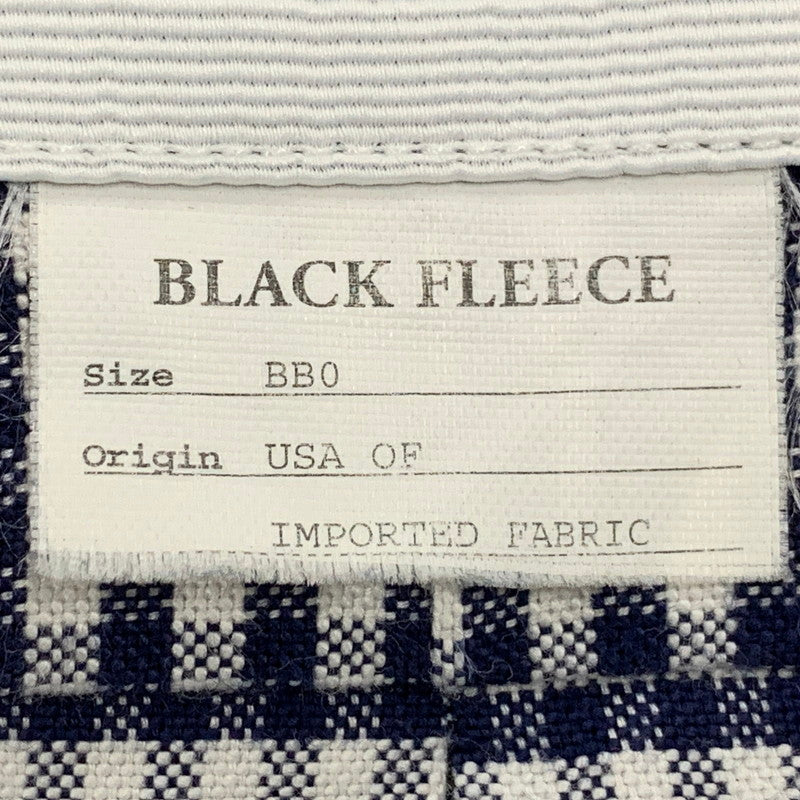 BLACK FLEECE
Size BB0
Origin USA OF
IMPORTED FABRIC